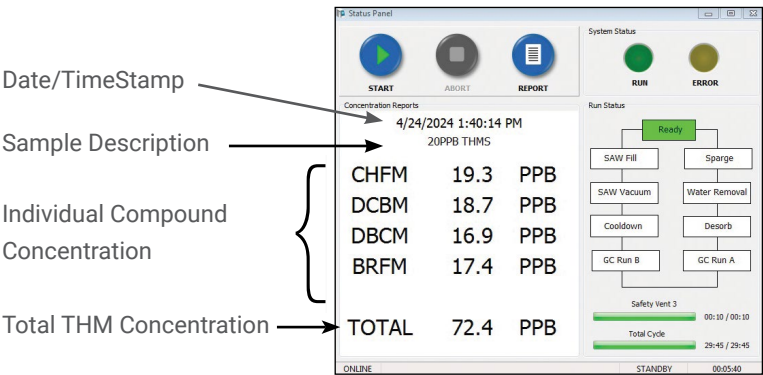 Status Panel
START
ABORT
REPORT
System Status
RUN
ERROR
Date/TimeStamp
Sample Description
Individual Compound
Concentration
Total THM Concentration
Concentration Reports
4/24/2024 1:40:14 PM
20PPB THMS
CHFM 19.3 PPB
DCBM 18.7 PPB
DBCM 16.9 PPB
BRFM 17.4 PPB
TOTAL 72.4 PPB
Run Status
Ready
SAW Fill
Sparge
SAW Vacuum
Water Removal
Cooldown
Desorb
GC Run B
GC Run A
Safety Vent 3
00:10 / 00:10
Total Cycle
29:45 / 29:45
ONLINE
STANDBY
00:05:40